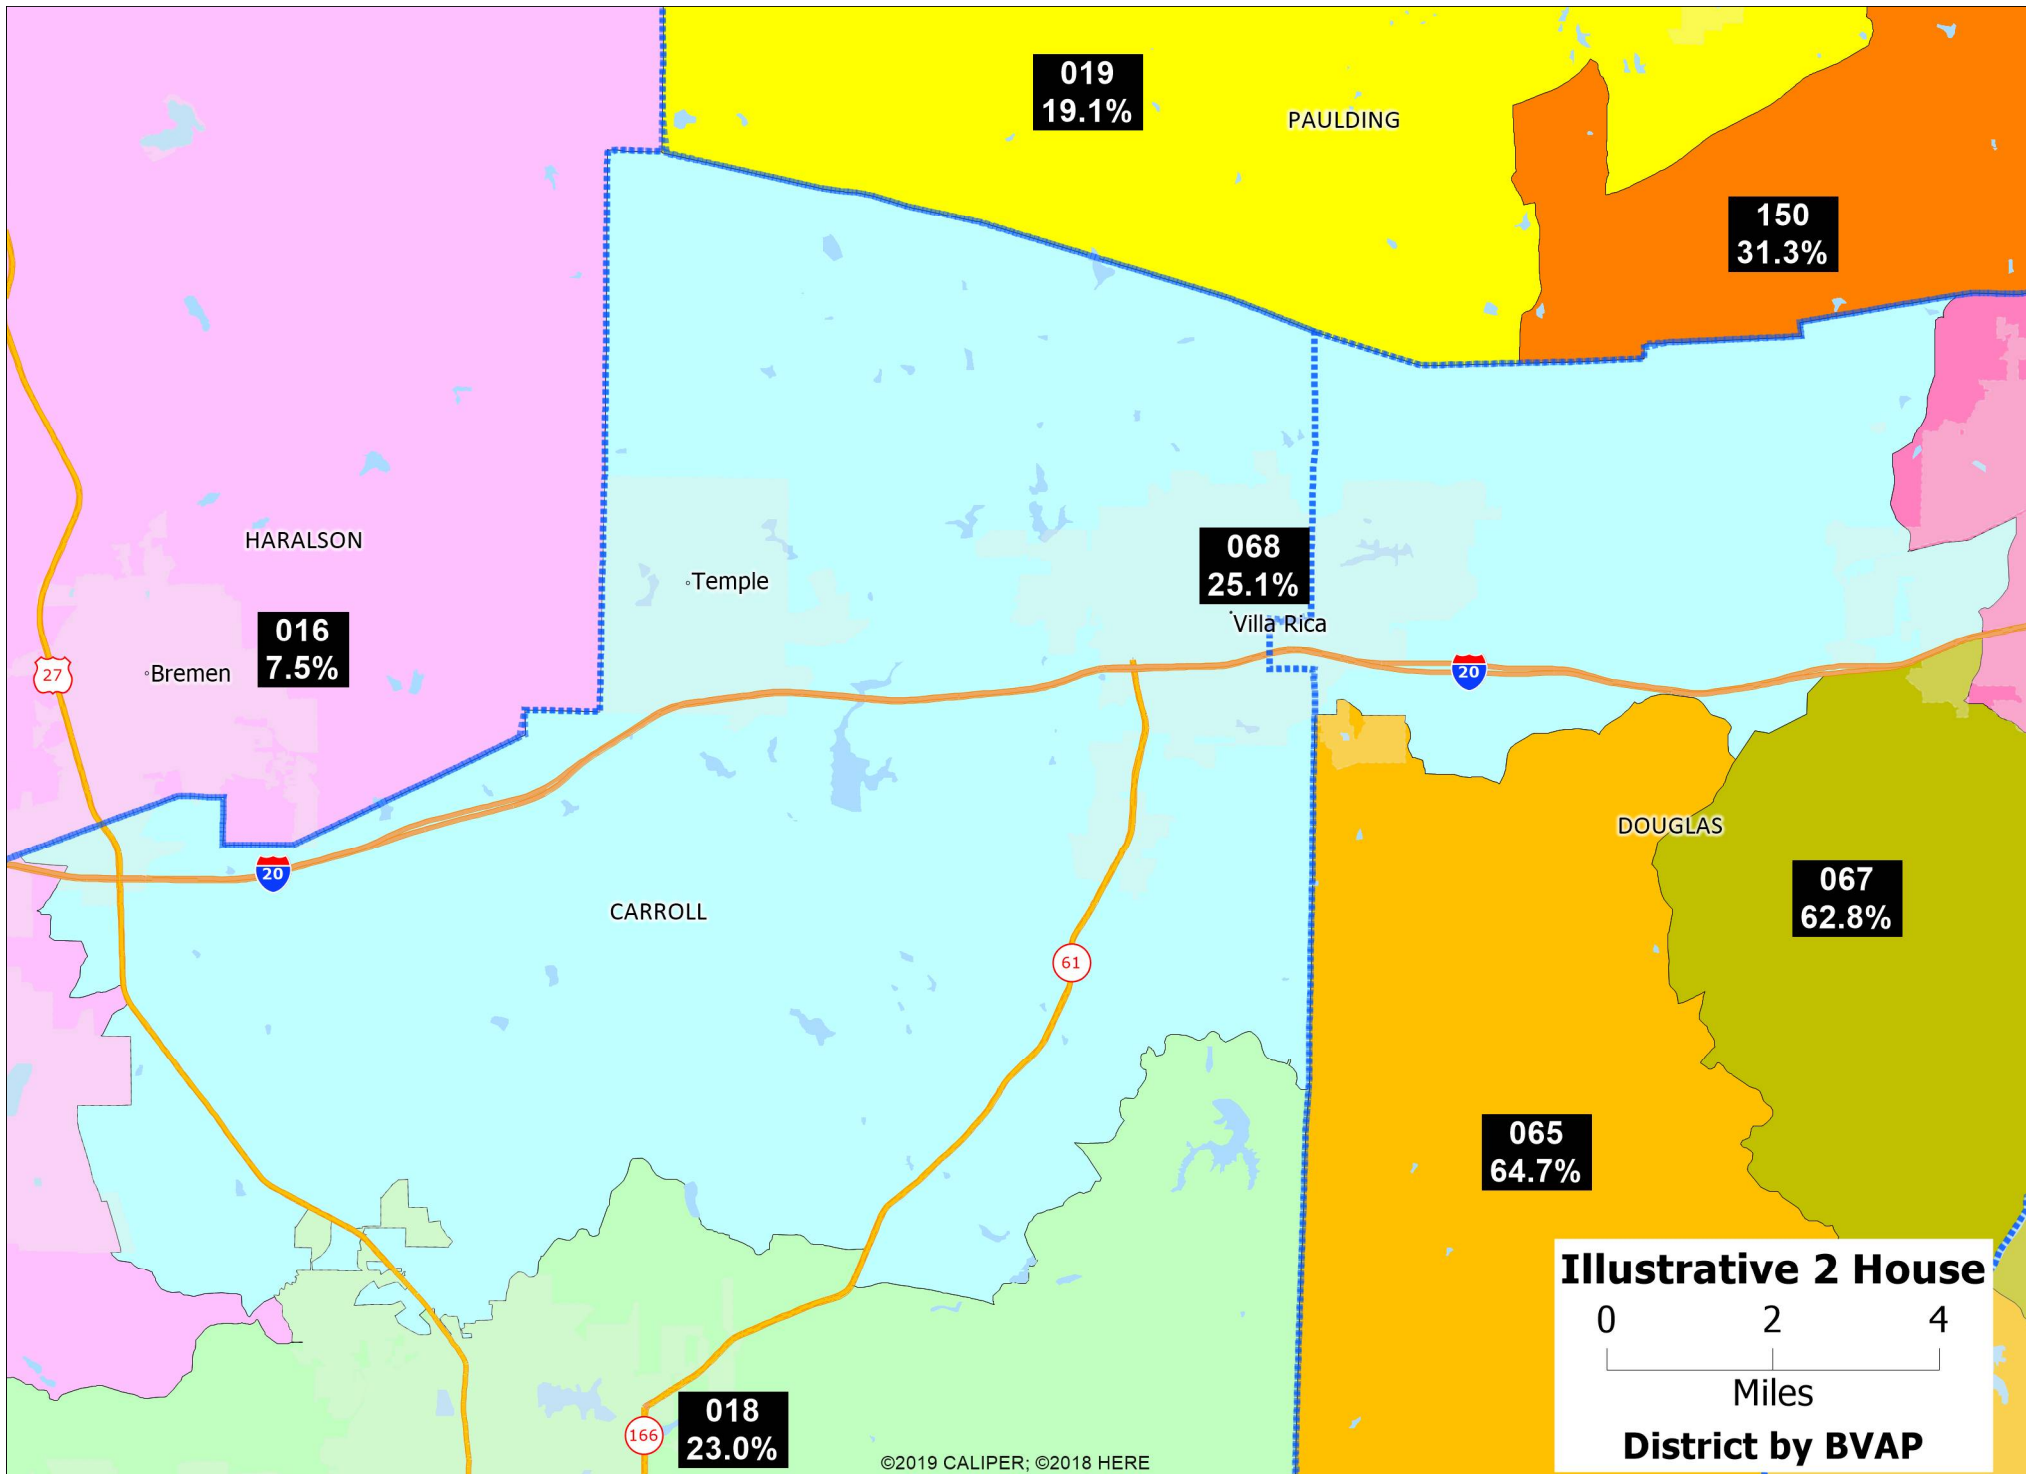 019
19.1%
PAULDING
150
31.3%
HARALSON
068
25.1%
Temple
Villa Rica
016
7.5%
Bremen
27
20
DOUGLAS
20
067
62.8%
CARROLL
61
065
64.7%
Illustrative 2 House
0 2 4
Miles
District by BVAP
018
23.0%
166
©2019 CALIPER; ©2018 HERE